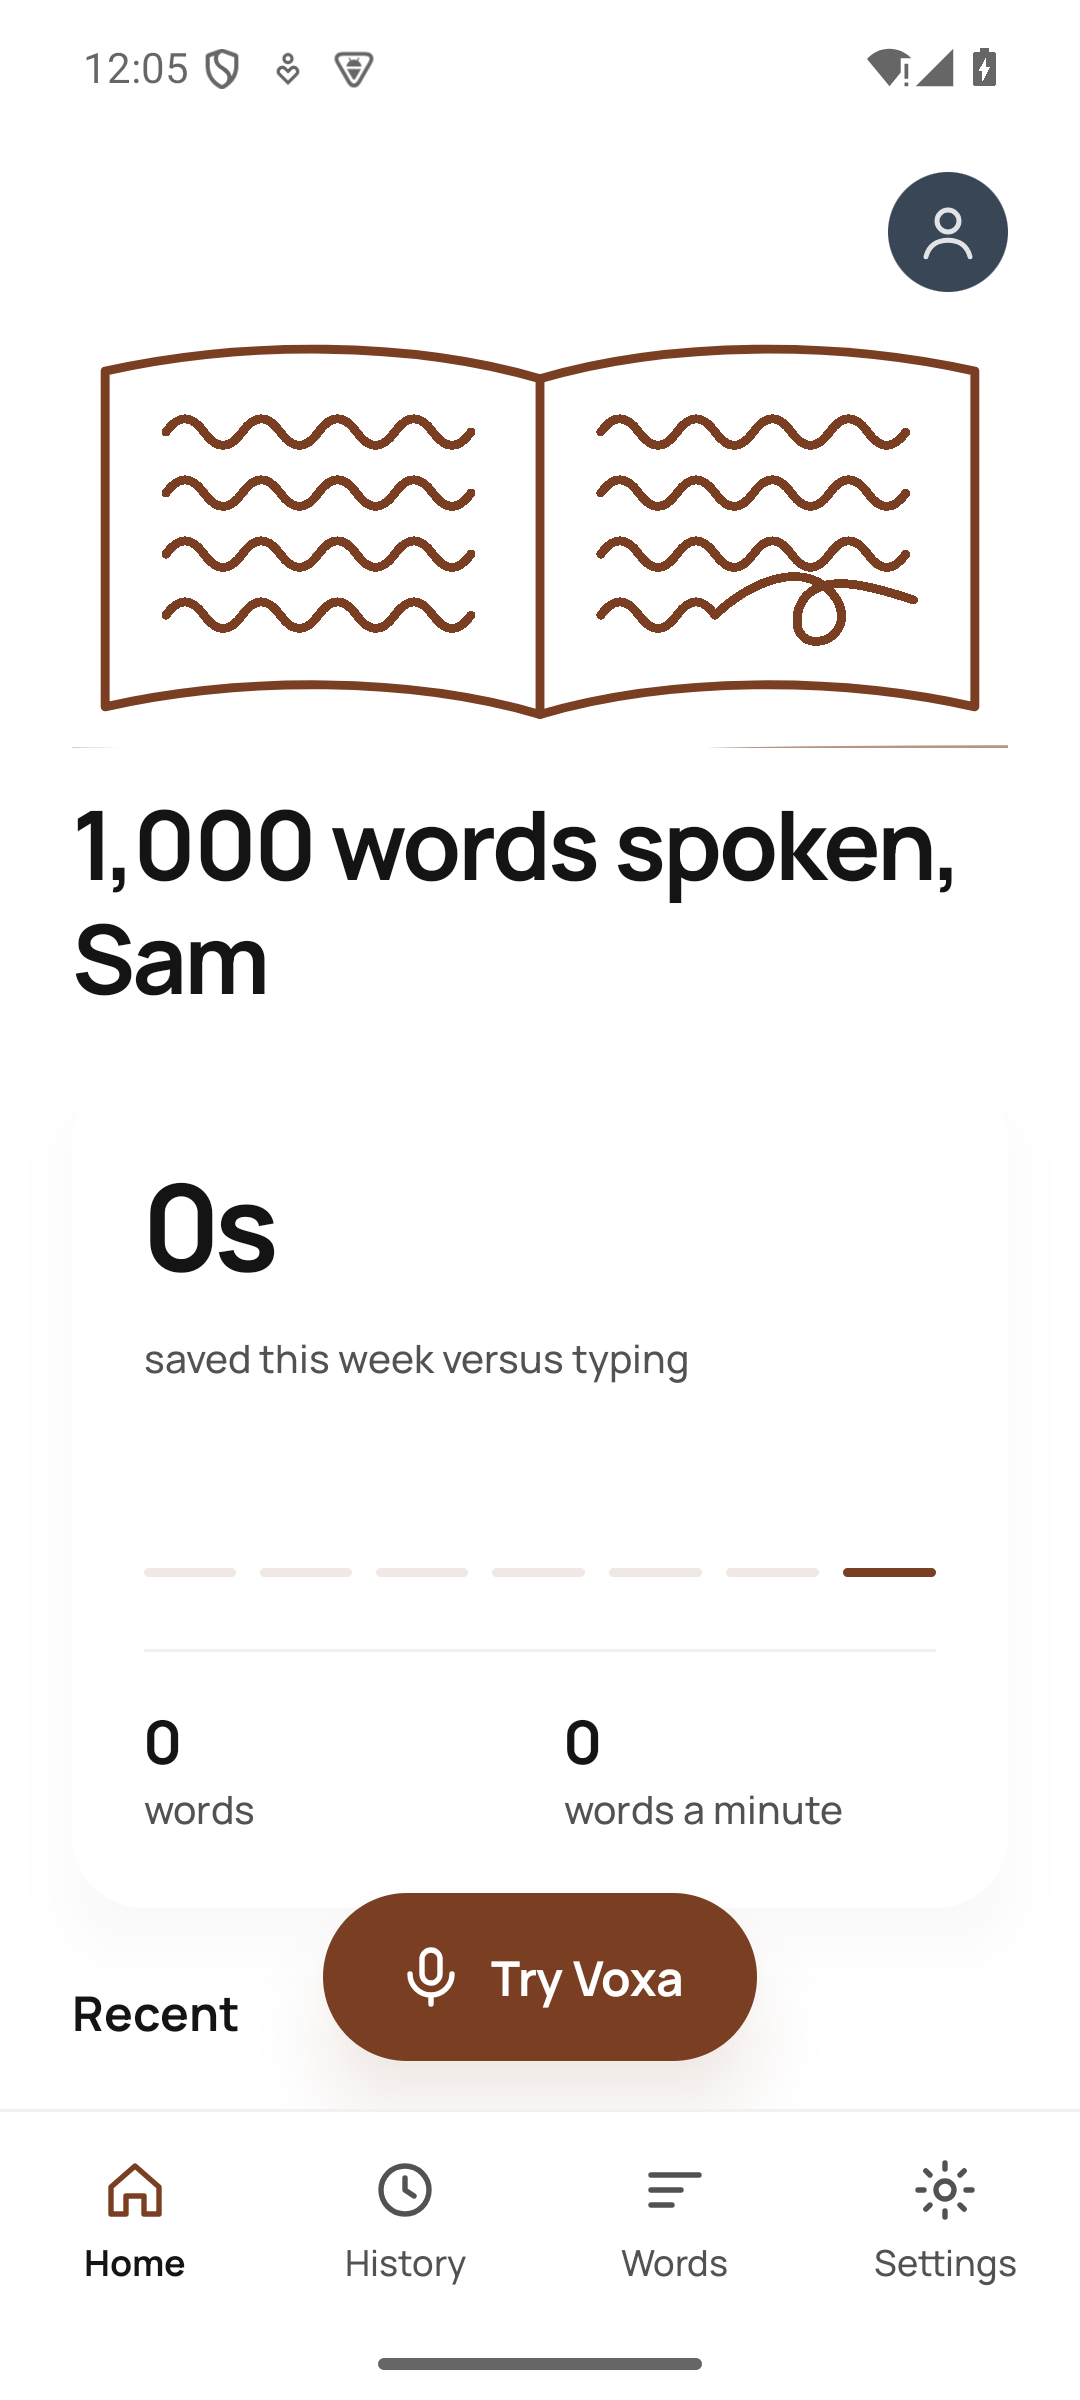 12:05
1,000 words spoken,
Sam
0s
saved this week versus typing
0
words
0
words a minute
Try Voxa
Recent
Home
History
Words
Settings